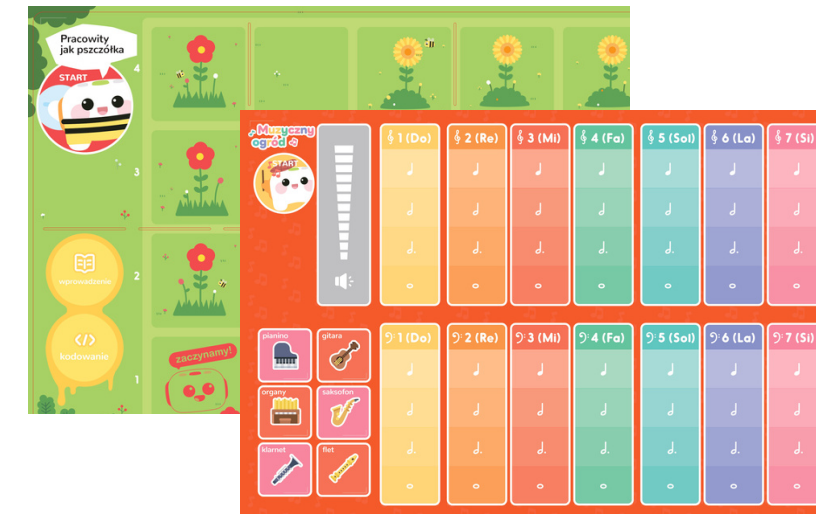 Pracowity
jak pszczółka
START
4
3
2
1
wprowadzenie
</>
kodowanie
zaczynamy!
Muzyczny
ogród
START
1 (Do)
2 (Re)
3 (Mi)
4 (Fa)
5 (Sol)
6 (La)
7 (Si)
pianino
gitara
organy
saksofon
klarnet
flet
1 (Do)
2 (Re)
3 (Mi)
4 (Fa)
5 (Sol)
6 (La)
7 (Si)